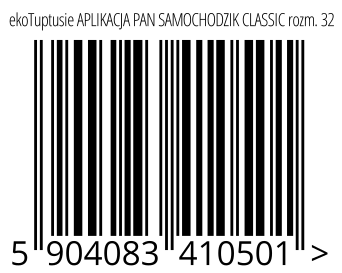 ekoTuptusie APLIKACJA PAN SAMOCHODZIK CLASSIC rozm. 32
5 904083 410501 >